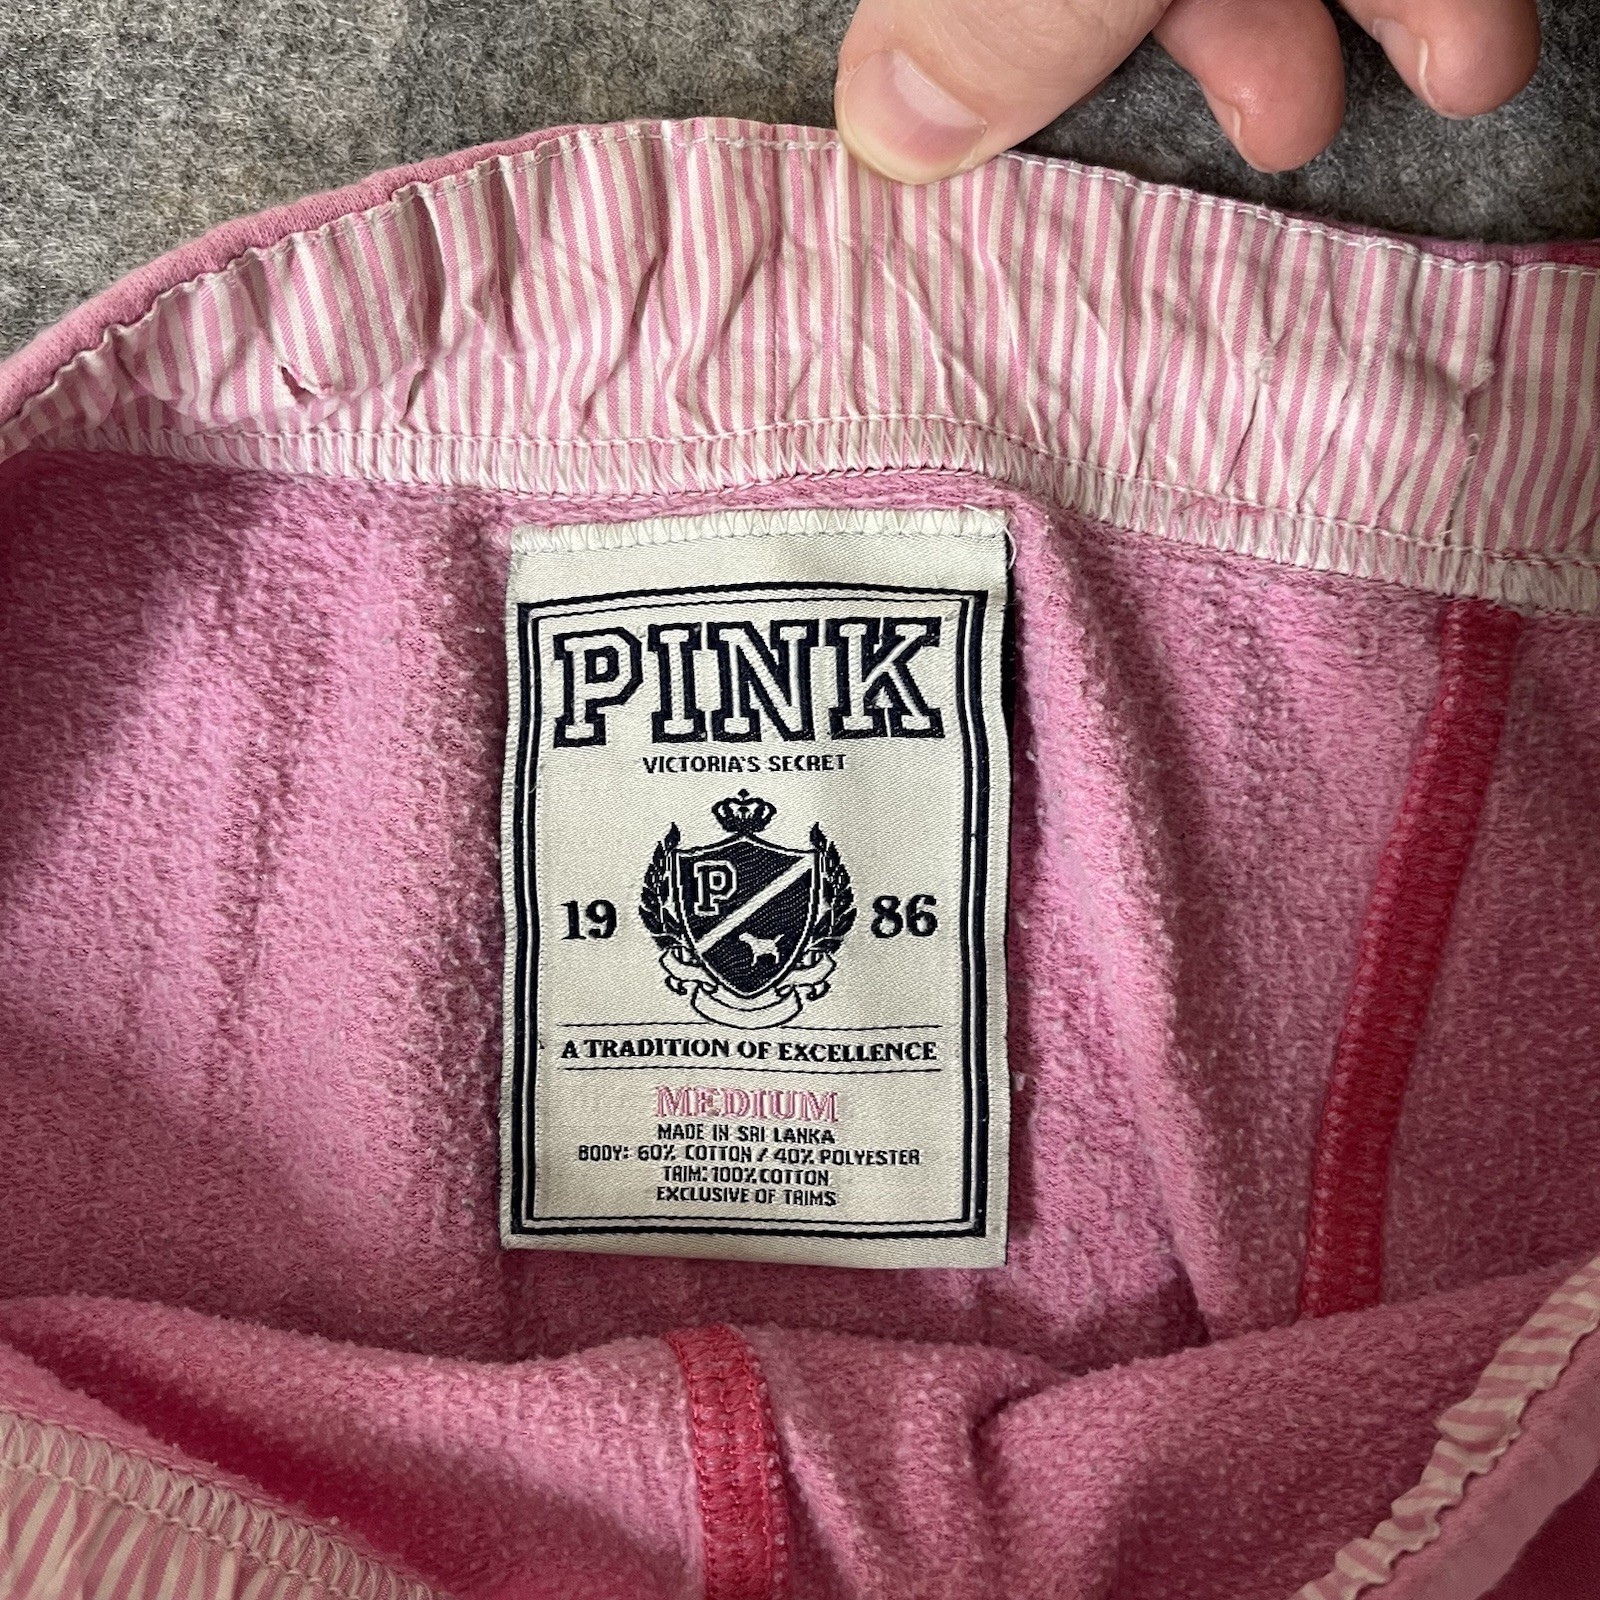 PINK
VICTORIA'S SECRET
P
19 86
A TRADITION OF EXCELLENCE
MEDIUM
MADE IN SRI LANKA
BODY: 60% COTTON / 40% POLYESTER
TRIM: 100% COTTON
EXCLUSIVE OF TRIMS